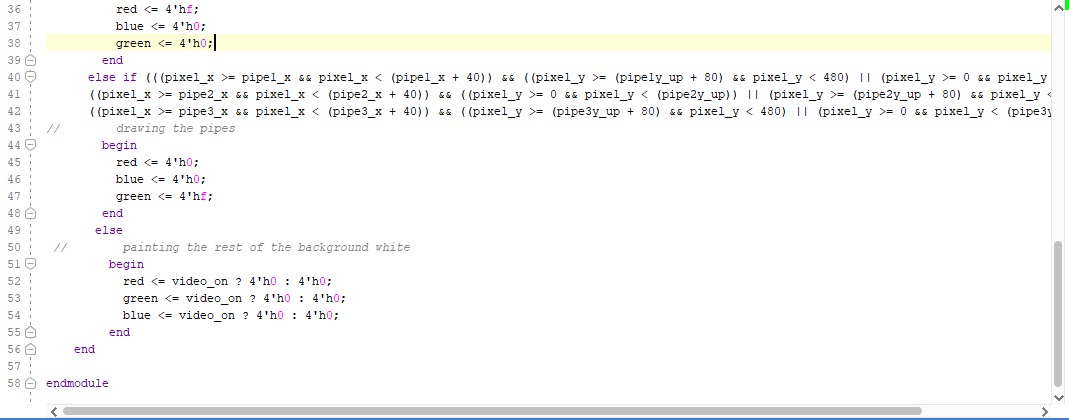 36 red <= 4'hf;
37 blue <= 4'h0;
38 green <= 4'h0;
39 end
40 else if (((pixel_x >= pipe1_x && pixel_x < (pipe1_x + 40)) && ((pixel_y >= (pipe1y_up + 80) && pixel_y < 480) || (pixel_y >= 0 && pixel_y
41 ((pixel_x >= pipe2_x && pixel_x < (pipe2_x + 40)) && ((pixel_y >= 0 && pixel_y < (pipe2y_up)) || (pixel_y >= (pipe2y_up + 80) && pixel_y <
42 ((pixel_x >= pipe3_x && pixel_x < (pipe3_x + 40)) && ((pixel_y >= (pipe3y_up + 80) && pixel_y < 480) || (pixel_y >= 0 && pixel_y < (pipe3y
43 // drawing the pipes
44 begin
45 red <= 4'h0;
46 blue <= 4'h0;
47 green <= 4'hf;
48 end
49 else
50 // painting the rest of the background white
51 begin
52 red <= video_on ? 4'h0 : 4'h0;
53 green <= video_on ? 4'h0 : 4'h0;
54 blue <= video_on ? 4'h0 : 4'h0;
55 end
56 end
57
58 endmodule